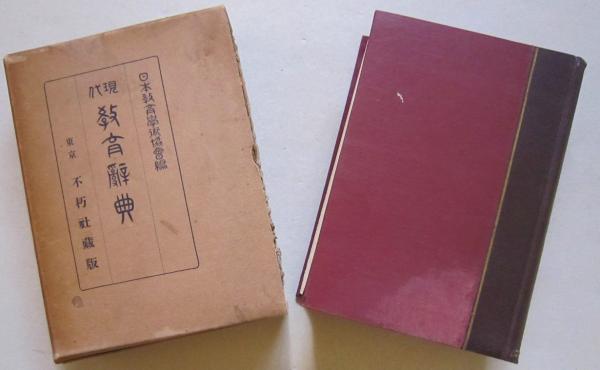 日本教育學術協會編
現代教育辭典
東京 不朽社藏版